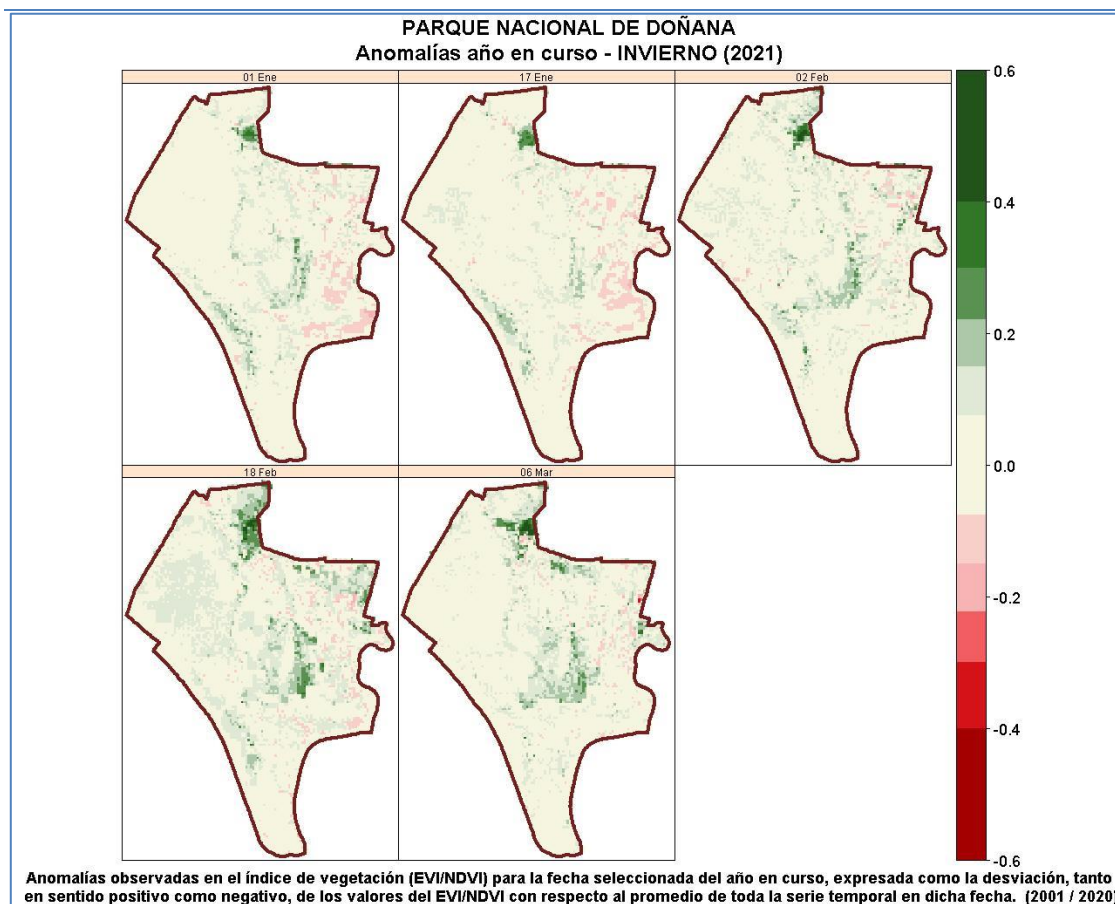 PARQUE NACIONAL DE DOÑANA
Anomalías año en curso - INVIERNO (2021)
01 Ene
17 Ene
02 Feb
18 Feb
06 Mar
0.6
0.4
0.2
0.0
-0.2
-0.4
-0.6
Anomalías observadas en el índice de vegetación (EVI/NDVI) para la fecha seleccionada del año en curso, expresada como la desviación, tanto
en sentido positivo como negativo, de los valores del EVI/NDVI con respecto al promedio de toda la serie temporal en dicha fecha. (2001 / 2020)